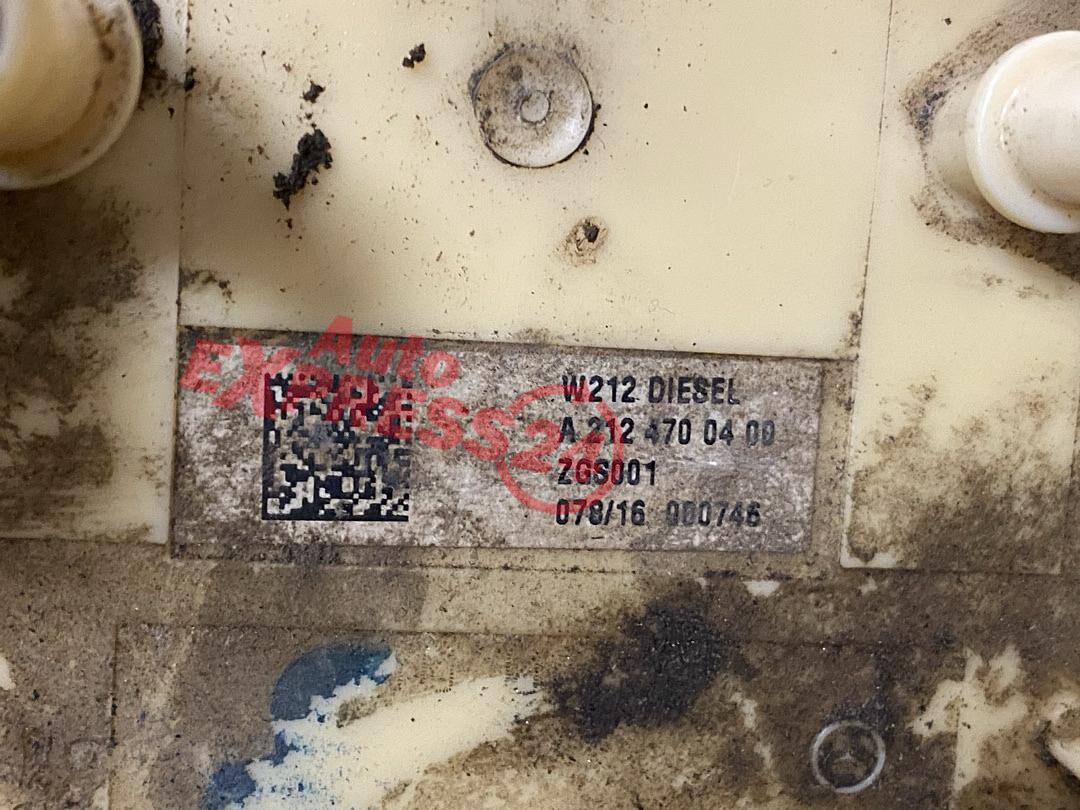 Auto
EXPRESS24
W212 DIESEL
A 212 470 04 00
ZGS001
078/16 000746